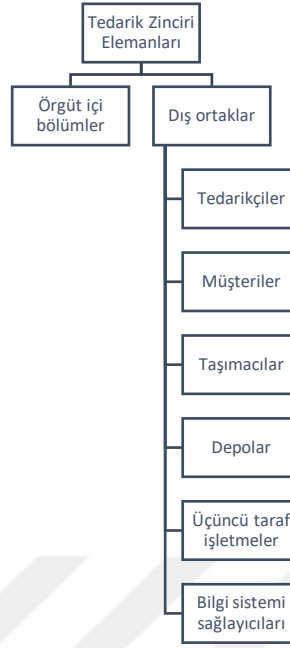 Tedarik Zinciri
Elemanları
Örgüt içi
bölümler
Dış ortaklar
Tedarikçiler
Müşteriler
Taşımacılar
Depolar
Üçüncü taraf
işletmeler
Bilgi sistemi
sağlayıcıları